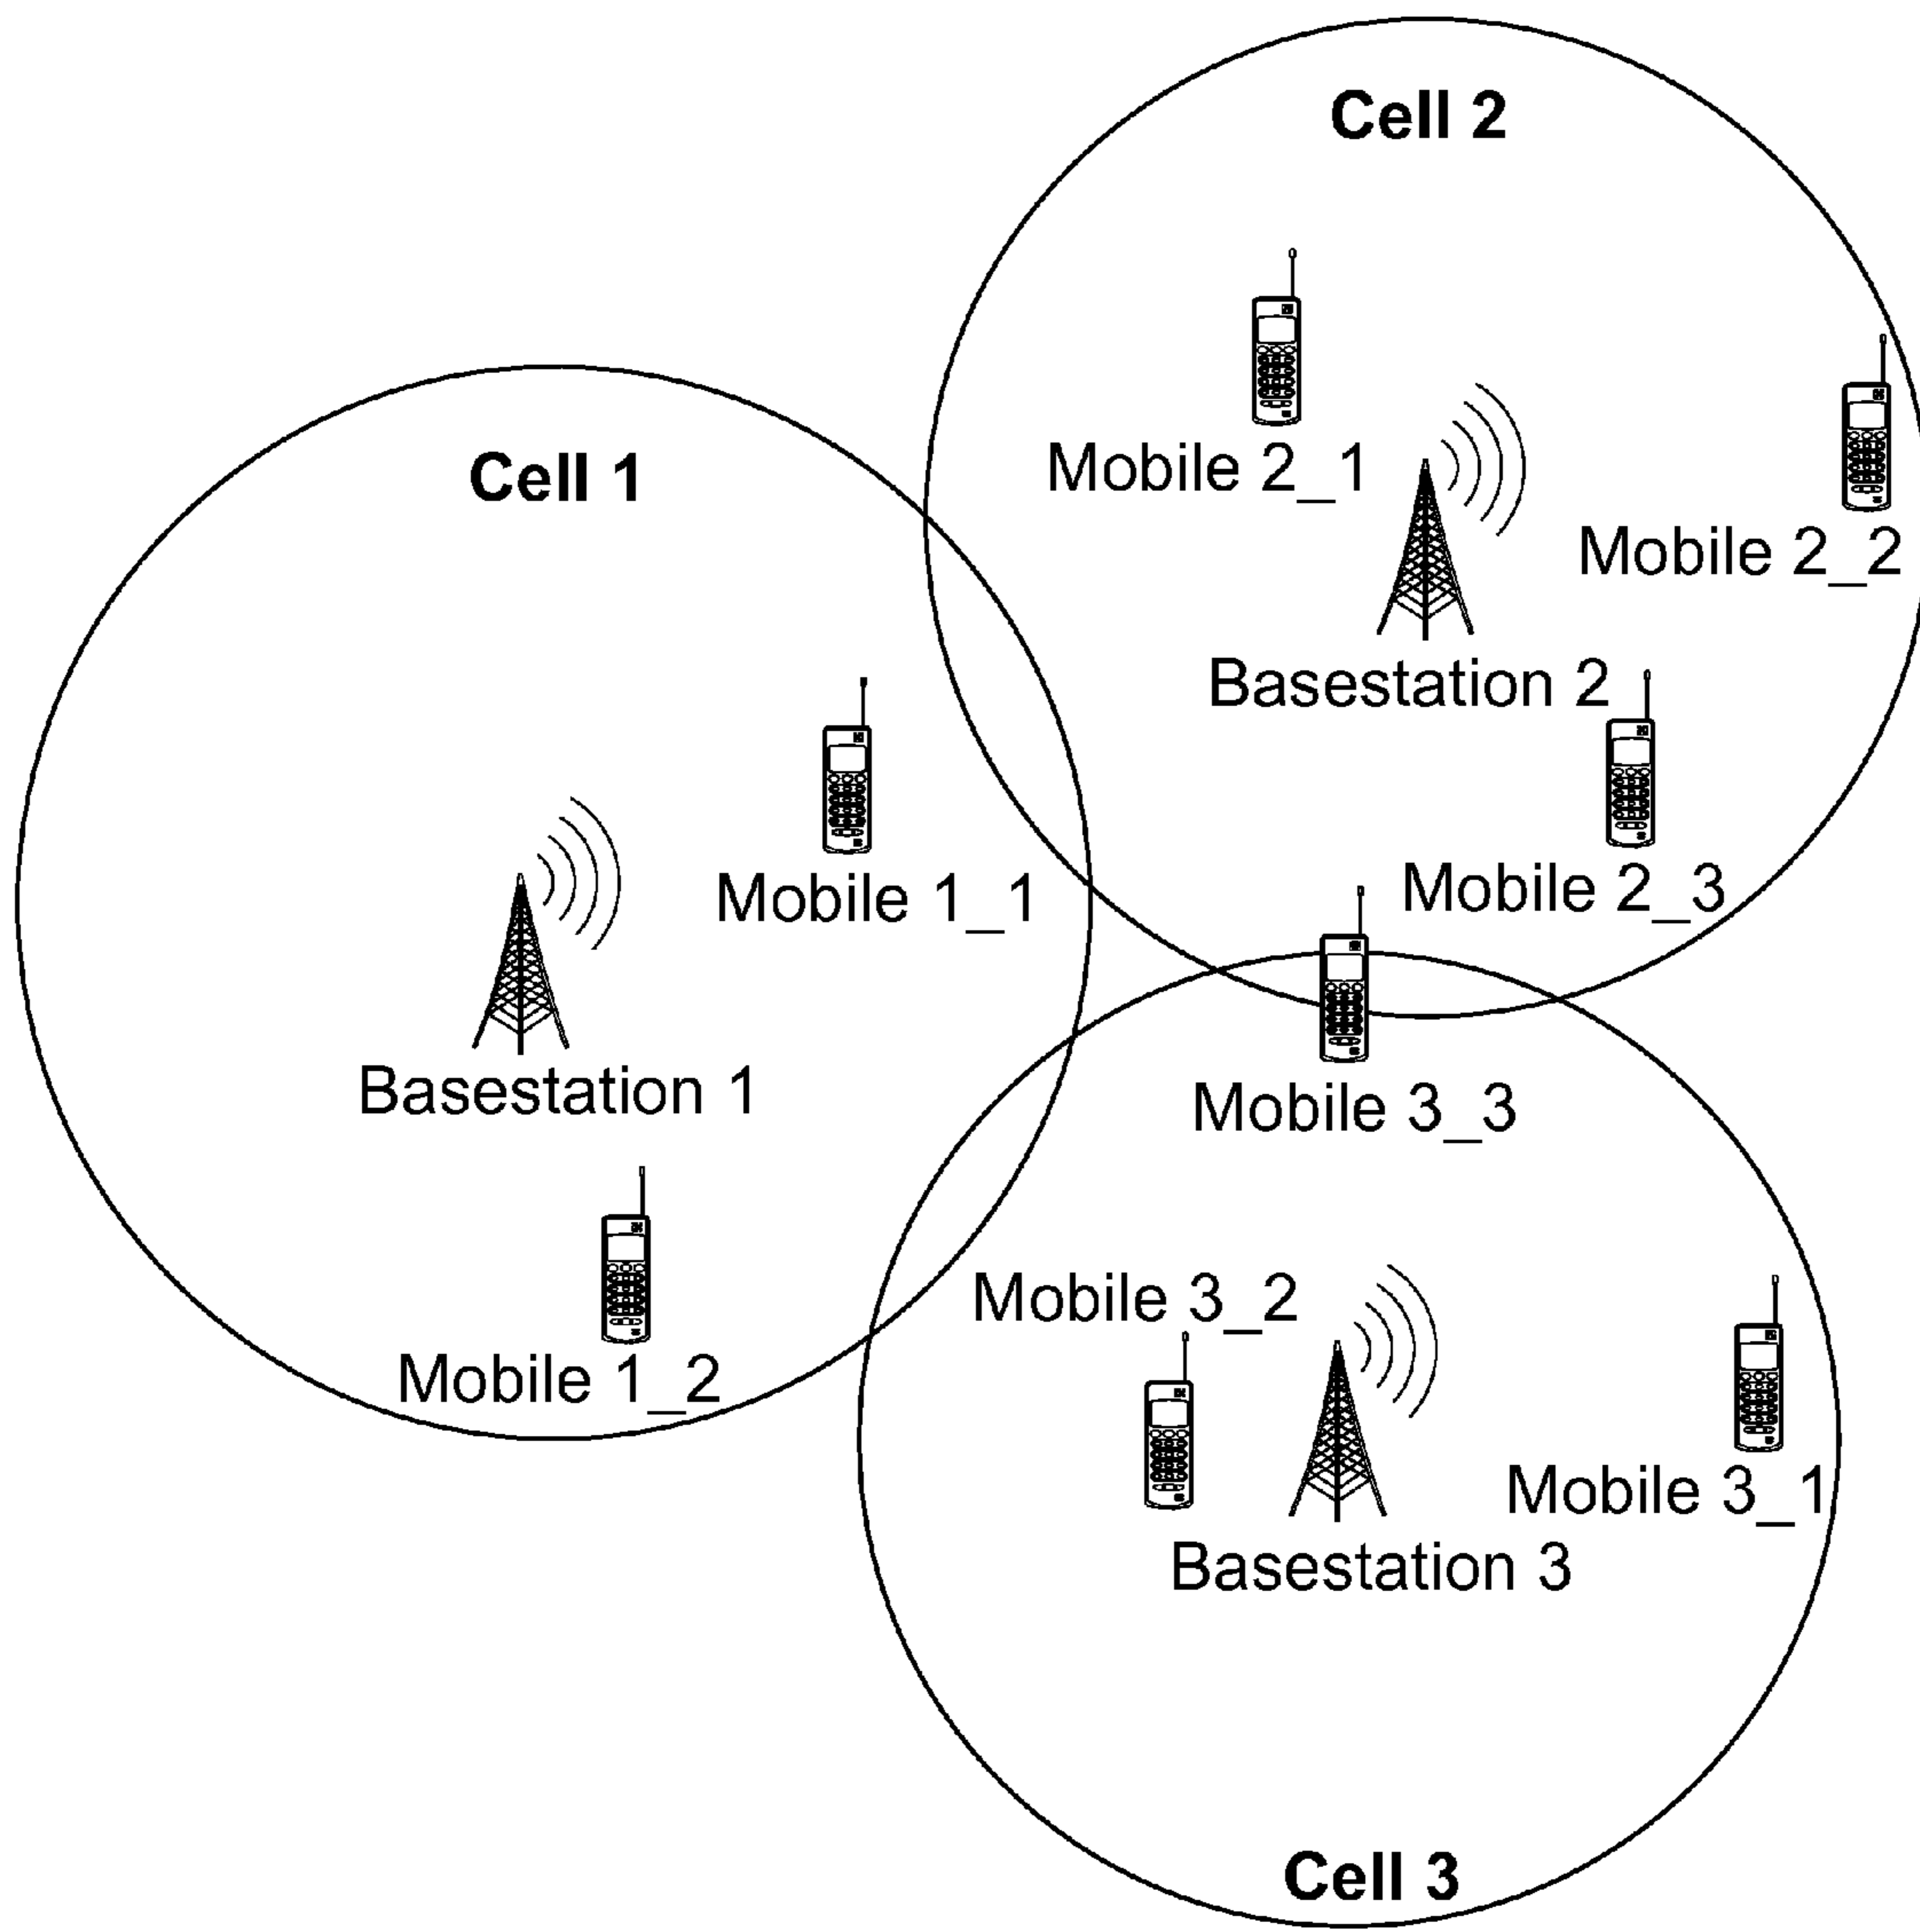 Cell 2
Cell 1
Mobile 2_1
Mobile 2_2
Basestation 2
Mobile 1_1
Mobile 2_3
Basestation 1
Mobile 3_3
Mobile 3_2
Mobile 1_2
Mobile 3_1
Basestation 3
Cell 3